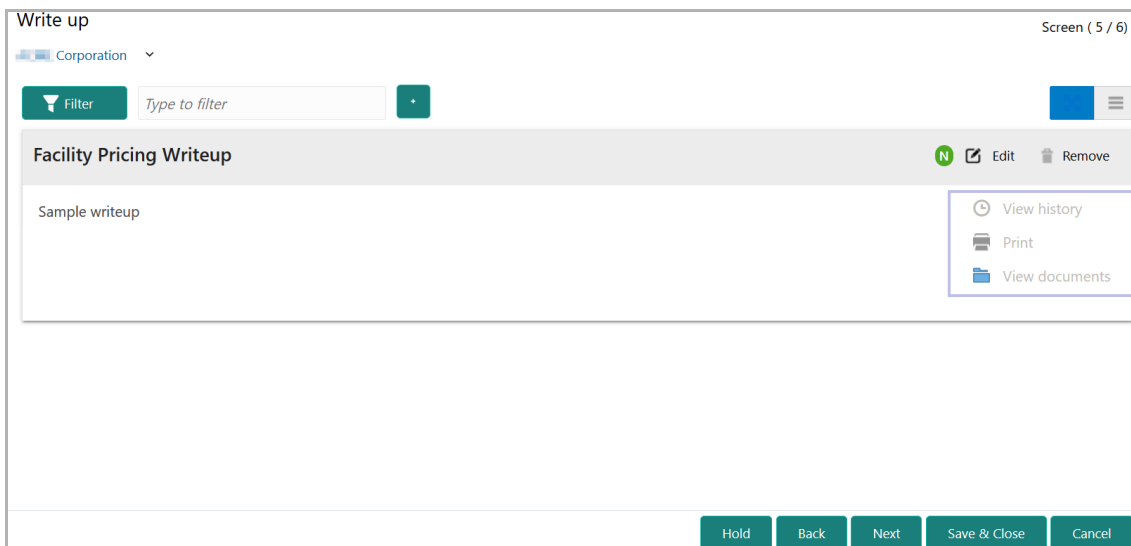 Write up
Screen ( 5 / 6)
Corporation
Filter
Type to filter
+
Facility Pricing Writeup
N
Edit
Remove
Sample writeup
View history
Print
View documents
Hold
Back
Next
Save & Close
Cancel